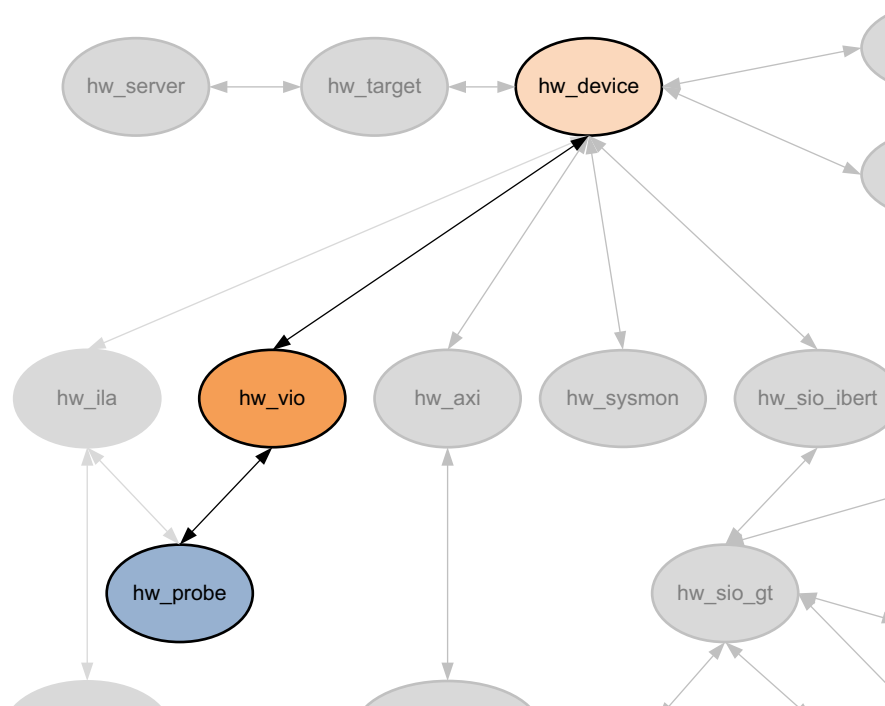 hw_server
hw_target
hw_device
hw_ila
hw_vio
hw_axi
hw_sysmon
hw_sio_ibert
hw_probe
hw_sio_gt